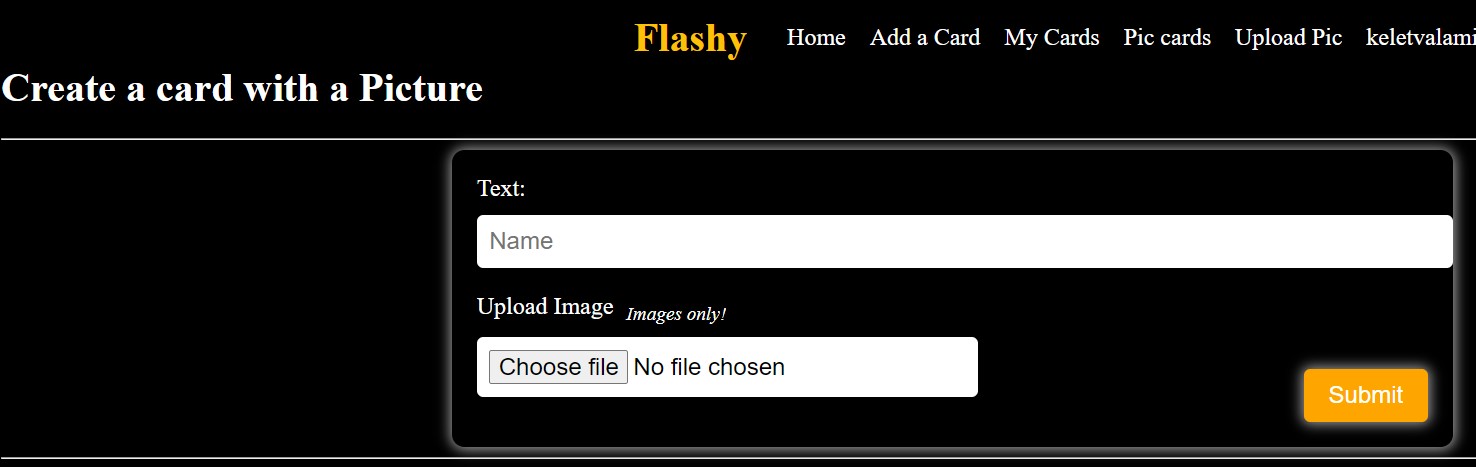 Flashy Home Add a Card My Cards Pic cards Upload Pic keletvalami
Create a card with a Picture
Text:
Name
Upload Image Images only!
Choose file No file chosen
Submit